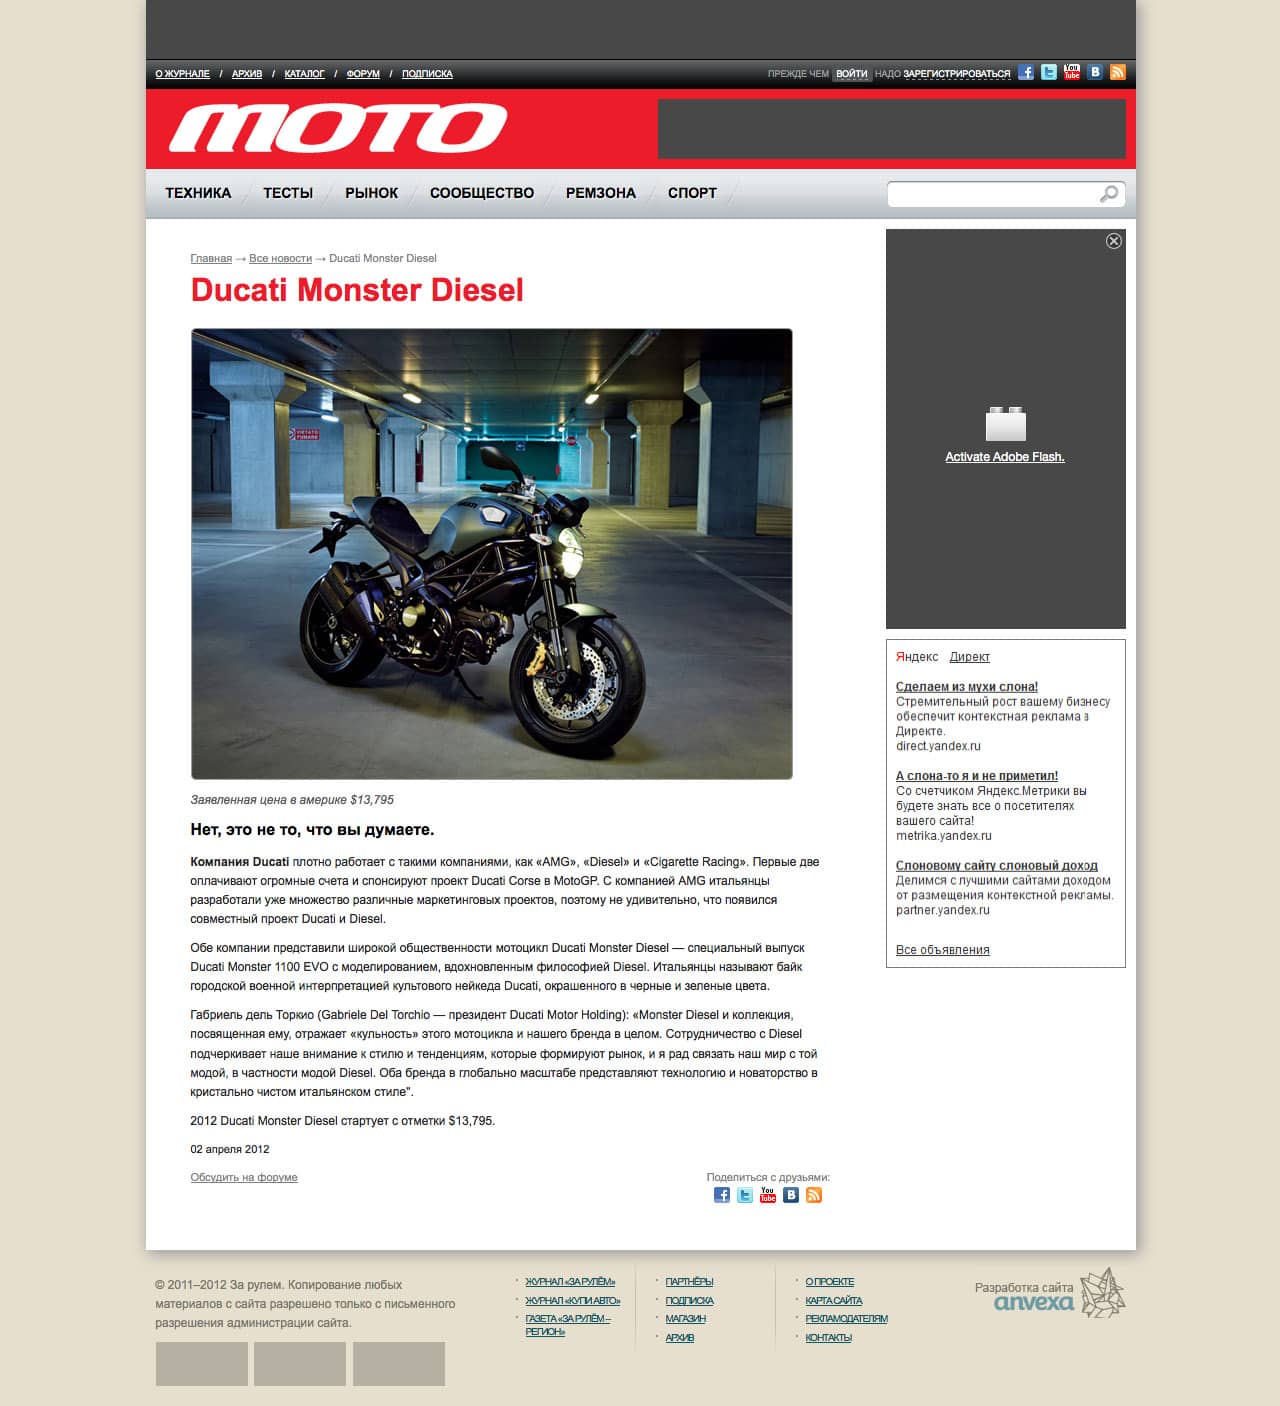 О ЖУРНАЛЕ / АРХИВ / КАТАЛОГ / ФОРУМ / ПОДПИСКА
ПРЕЖДЕ ЧЕМ ВОЙТИ НАДО ЗАРЕГИСТРИРОВАТЬСЯ
You Tube
МОТО
ТЕХНИКА ТЕСТЫ РЫНОК СООБЩЕСТВО РЕМЗОНА СПОРТ
Главная → Все новости → Ducati Monster Diesel
Ducati Monster Diesel
VIETATO
FUMARE
DUCATI
Заявленная цена в америке $13,795
Нет, это не то, что вы думаете.
Компания Ducati плотно работает с такими компаниями, как «AMG», «Diesel» и «Cigarette Racing». Первые две
оплачивают огромные счета и спонсируют проект Ducati Corse в MotoGP. С компанией AMG итальянцы
разработали уже множество различные маркетинговых проектов, поэтому не удивительно, что появился
совместный проект Ducati и Diesel.
Обе компании представили широкой общественности мотоцикл Ducati Monster Diesel — специальный выпуск
Ducati Monster 1100 EVO с моделированием, вдохновленным философией Diesel. Итальянцы называют байк
городской военной интерпретацией культового нейкеда Ducati, окрашенного в черные и зеленые цвета.
Габриель дель Торкио (Gabriele Del Torchio — президент Ducati Motor Holding): «Monster Diesel и коллекция,
посвященная ему, отражает «кульность» этого мотоцикла и нашего бренда в целом. Сотрудничество с Diesel
подчеркивает наше внимание к стилю и тенденциям, которые формируют рынок, и я рад связать наш мир с той
модой, в частности модой Diesel. Оба бренда в глобально масштабе представляют технологию и новаторство в
кристально чистом итальянском стиле".
2012 Ducati Monster Diesel стартует с отметки $13,795.
02 апреля 2012
Обсудить на форуме
Поделиться с друзьями:
You Tube
Activate Adobe Flash.
Яндекс Директ
Сделаем из мухи слона!
Стремительный рост вашему бизнесу
обеспечит контекстная реклама в
Директе.
direct.yandex.ru
А слона-то я и не приметил!
Со счетчиком Яндекс.Метрики вы
будете знать все о посетителях
вашего сайта!
metrika.yandex.ru
Слоновому сайту слоновый доход
Делимся с лучшими сайтами доходом
от размещения контекстной рекламы.
partner.yandex.ru
Все объявления
© 2011–2012 За рулем. Копирование любых
материалов с сайта разрешено только с письменного
разрешения администрации сайта.
ЖУРНАЛ «ЗА РУЛЁМ»
ЖУРНАЛ «КУПИ АВТО»
ГАЗЕТА «ЗА РУЛЁМ –
РЕГИОН»
ПАРТНЁРЫ
ПОДПИСКА
МАГАЗИН
АРХИВ
О ПРОЕКТЕ
КАРТА САЙТА
РЕКЛАМОДАТЕЛЯМ
КОНТАКТЫ
Разработка сайта
anvexa